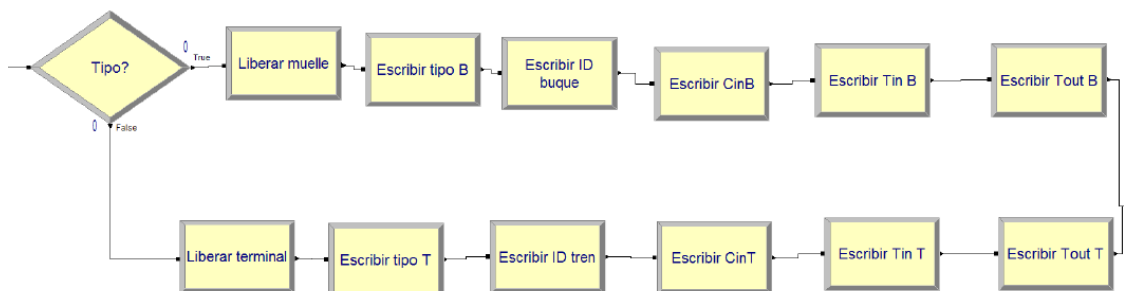 0
True
Tipo?
Liberar muelle
Escribir tipo B
Escribir ID
buque
Escribir CinB
Escribir Tin B
Escribir Tout B
0
False
Liberar terminal
Escribir tipo T
Escribir ID tren
Escribir CinT
Escribir Tin T
Escribir Tout T